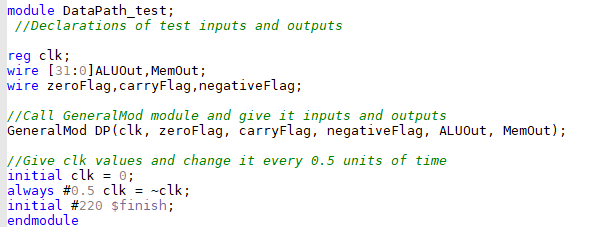 module DataPath_test;
//Declarations of test inputs and outputs
reg clk;
wire [31:0]ALUOut,MemOut;
wire zeroFlag,carryFlag,negativeFlag;
//Call GeneralMod module and give it inputs and outputs
GeneralMod DP(clk, zeroFlag, carryFlag, negativeFlag, ALUOut, MemOut);
//Give clk values and change it every 0.5 units of time
initial clk = 0;
always #0.5 clk = ~clk;
initial #220 $finish;
endmodule